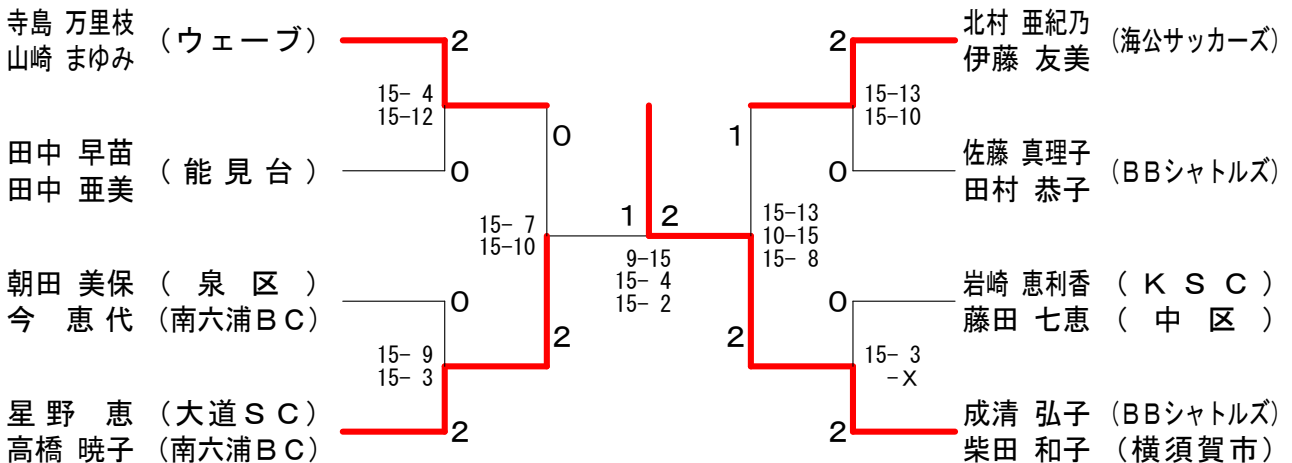 寺島 万里枝
山崎 まゆみ
(ウェーブ)
2
15- 4
15-12
0
田中 早苗
田中 亜美
(能見台)
0
15- 7
15-10
朝田 美保 (泉区)
今 恵代 (南六浦BC)
0
15- 9
15- 3
2
星野 恵 (大道SC)
高橋 暁子 (南六浦BC)
2
1 2
9-15
15- 4
15- 2
北村 亜紀乃
伊藤 友美
(海公サッカーズ)
2
15-13
15-10
1
佐藤 真理子
田村 恭子
(BBシャトルズ)
0
15-13
10-15
15- 8
岩崎 恵利香 (KSC)
藤田 七恵 (中区)
0
15- 3
-X
2
成清 弘子 (BBシャトルズ)
柴田 和子 (横須賀市)
2